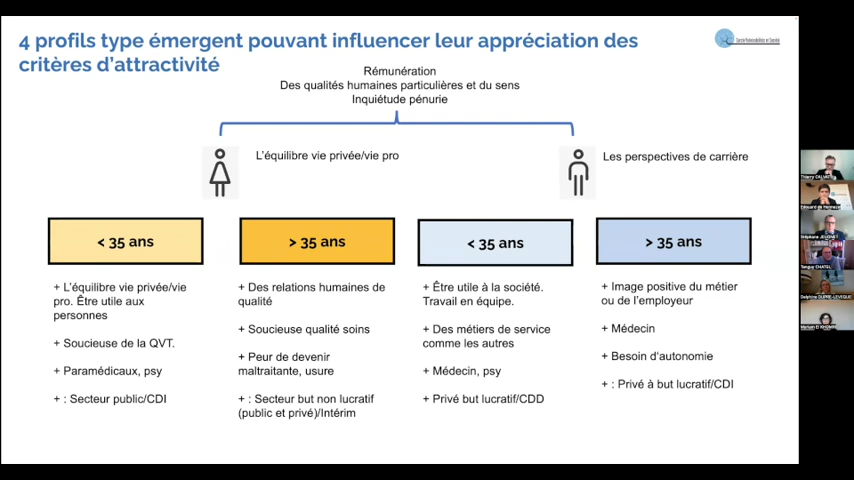 4 profils type émergent pouvant influencer leur appréciation des
critères d'attractivité
Rémunération
Des qualités humaines particulières et du sens
Inquiétude pénurie
L'équilibre vie privée/vie pro
Les perspectives de carrière
< 35 ans
> 35 ans
< 35 ans
> 35 ans
+ L'équilibre vie privée/vie
pro. Être utile aux
personnes
+ Soucieuse de la QVT.
+ Paramédicaux, psy
+ : Secteur public/CDI
+ Des relations humaines de
qualité
+ Soucieuse qualité soins
+ Peur de devenir
maltraitante, usure
+ : Secteur but non lucratif
(public et privé)/Intérim
+ Être utile à la société.
Travail en équipe.
+ Des métiers de service
comme les autres
+ Médecin, psy
+ Privé but lucratif/CDD
+ Image positive du métier
ou de l'employeur
+ Médecin
+ Besoin d'autonomie
+ : Privé à but lucratif/CDI
Tanguy CHATEL
Delphine DUPRE-LEVEQUE